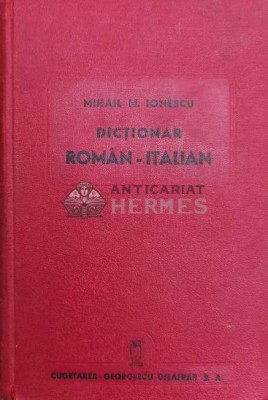 MIHAIL M. IONESCU
DICȚIONAR
ROMÂN - ITALIAN
ANTICARIAT
HERMES
CUGETAREA - GEORGESCU DELAFRAS S. A.